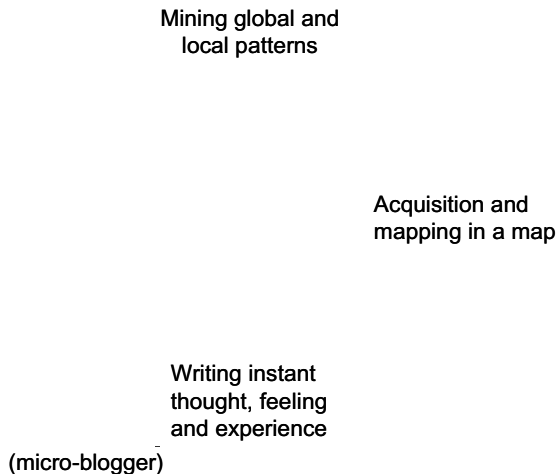 Mining global and
local patterns
Acquisition and
mapping in a map
Writing instant
thought, feeling
and experience
(micro-blogger)